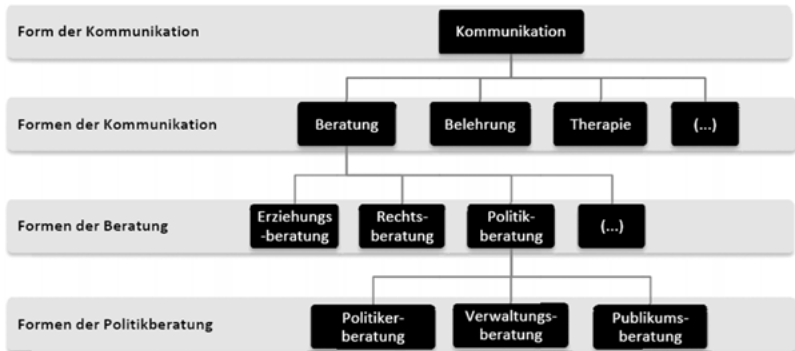 Form der Kommunikation
Kommunikation
Formen der Kommunikation
Beratung
Belehrung
Therapie
(...)
Formen der Beratung
Erziehungs
-beratung
Rechts-
beratung
Politik-
beratung
(...)
Formen der Politikberatung
Politiker-
beratung
Verwaltungs-
beratung
Publikums-
beratung